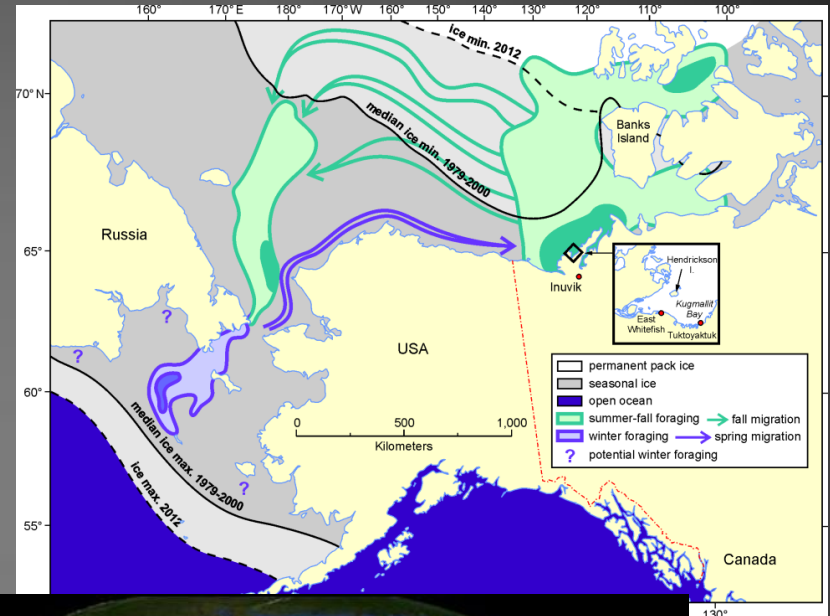 160° 170°E 180° 170°W 160° 150° 140° 130° 120° 110° 100°
ice min. 2012
70° N
median ice min. 1979-2000
Banks
Island
Russia
65°
Inuvik
Hendrickson
I.
Kugmallit
Bay
East
Whitefish
Tuktoyaktuk
?
?
USA
60°
permanent pack ice
seasonal ice
open ocean
summer-fall foraging
fall migration
winter foraging
spring migration
? potential winter foraging
0 500 1,000
Kilometers
median ice max. 1979-2000
ice max. 2012
?
55°
Canada
130°